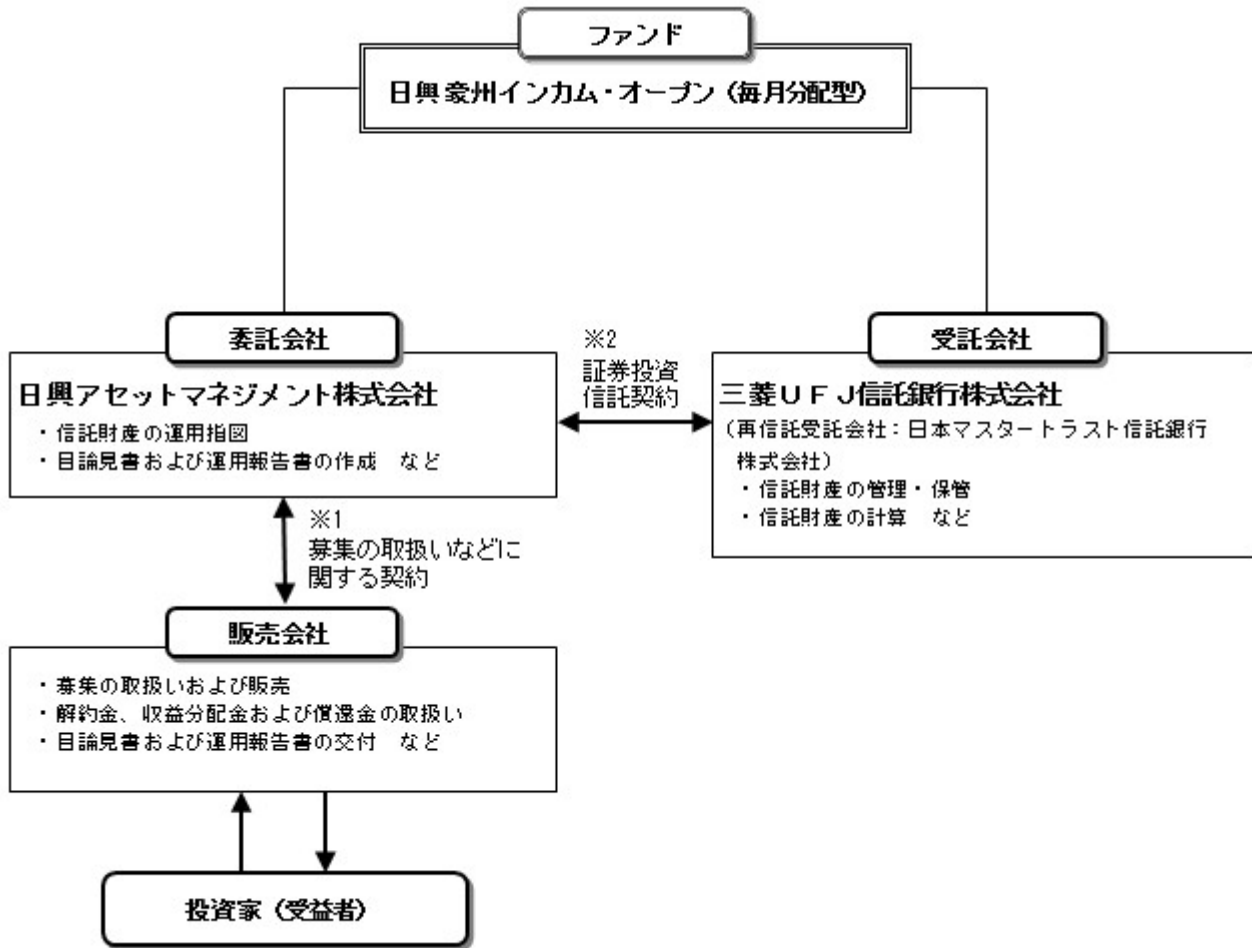 ファンド
日興豪州インカム・オープン（毎月分配型）
委託会社
日興アセットマネジメント株式会社
・信託財産の運用指図
・目論見書および運用報告書の作成　など
※2
証券投資
信託契約
受託会社
三菱ＵＦＪ信託銀行株式会社
（再信託受託会社：日本マスタートラスト信託銀行
株式会社）
・信託財産の管理・保管
・信託財産の計算　など
※1
募集の取扱いなどに
関する契約
販売会社
・募集の取扱いおよび販売
・解約金、収益分配金および償還金の取扱い
・目論見書および運用報告書の交付　など
投資家（受益者）